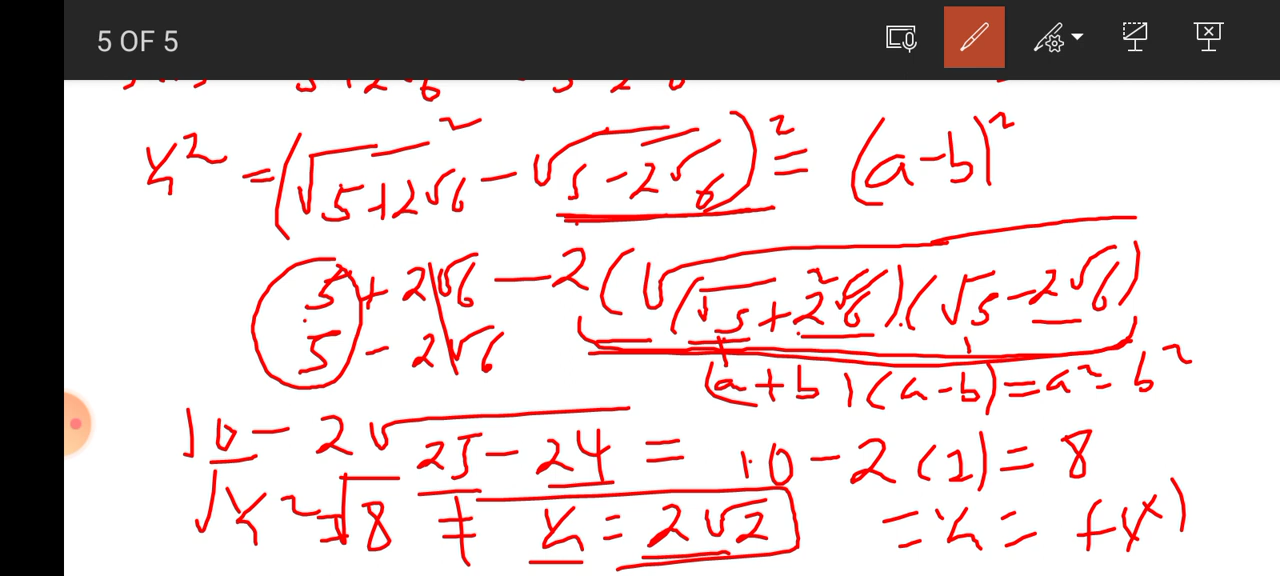 5 OF 5
x² = (√(5+2√6) - √(5-2√6))² = (a-b)²
5 + 2√6 - 2(√((√5+2√6)).(√5-2√6)
5 - 2√6
(a+b)(a-b) = a² - b²
10 - 2√(25-24) = 10 - 2(1) = 8
√x² = √8 = x = 2√2 = x = f(x)